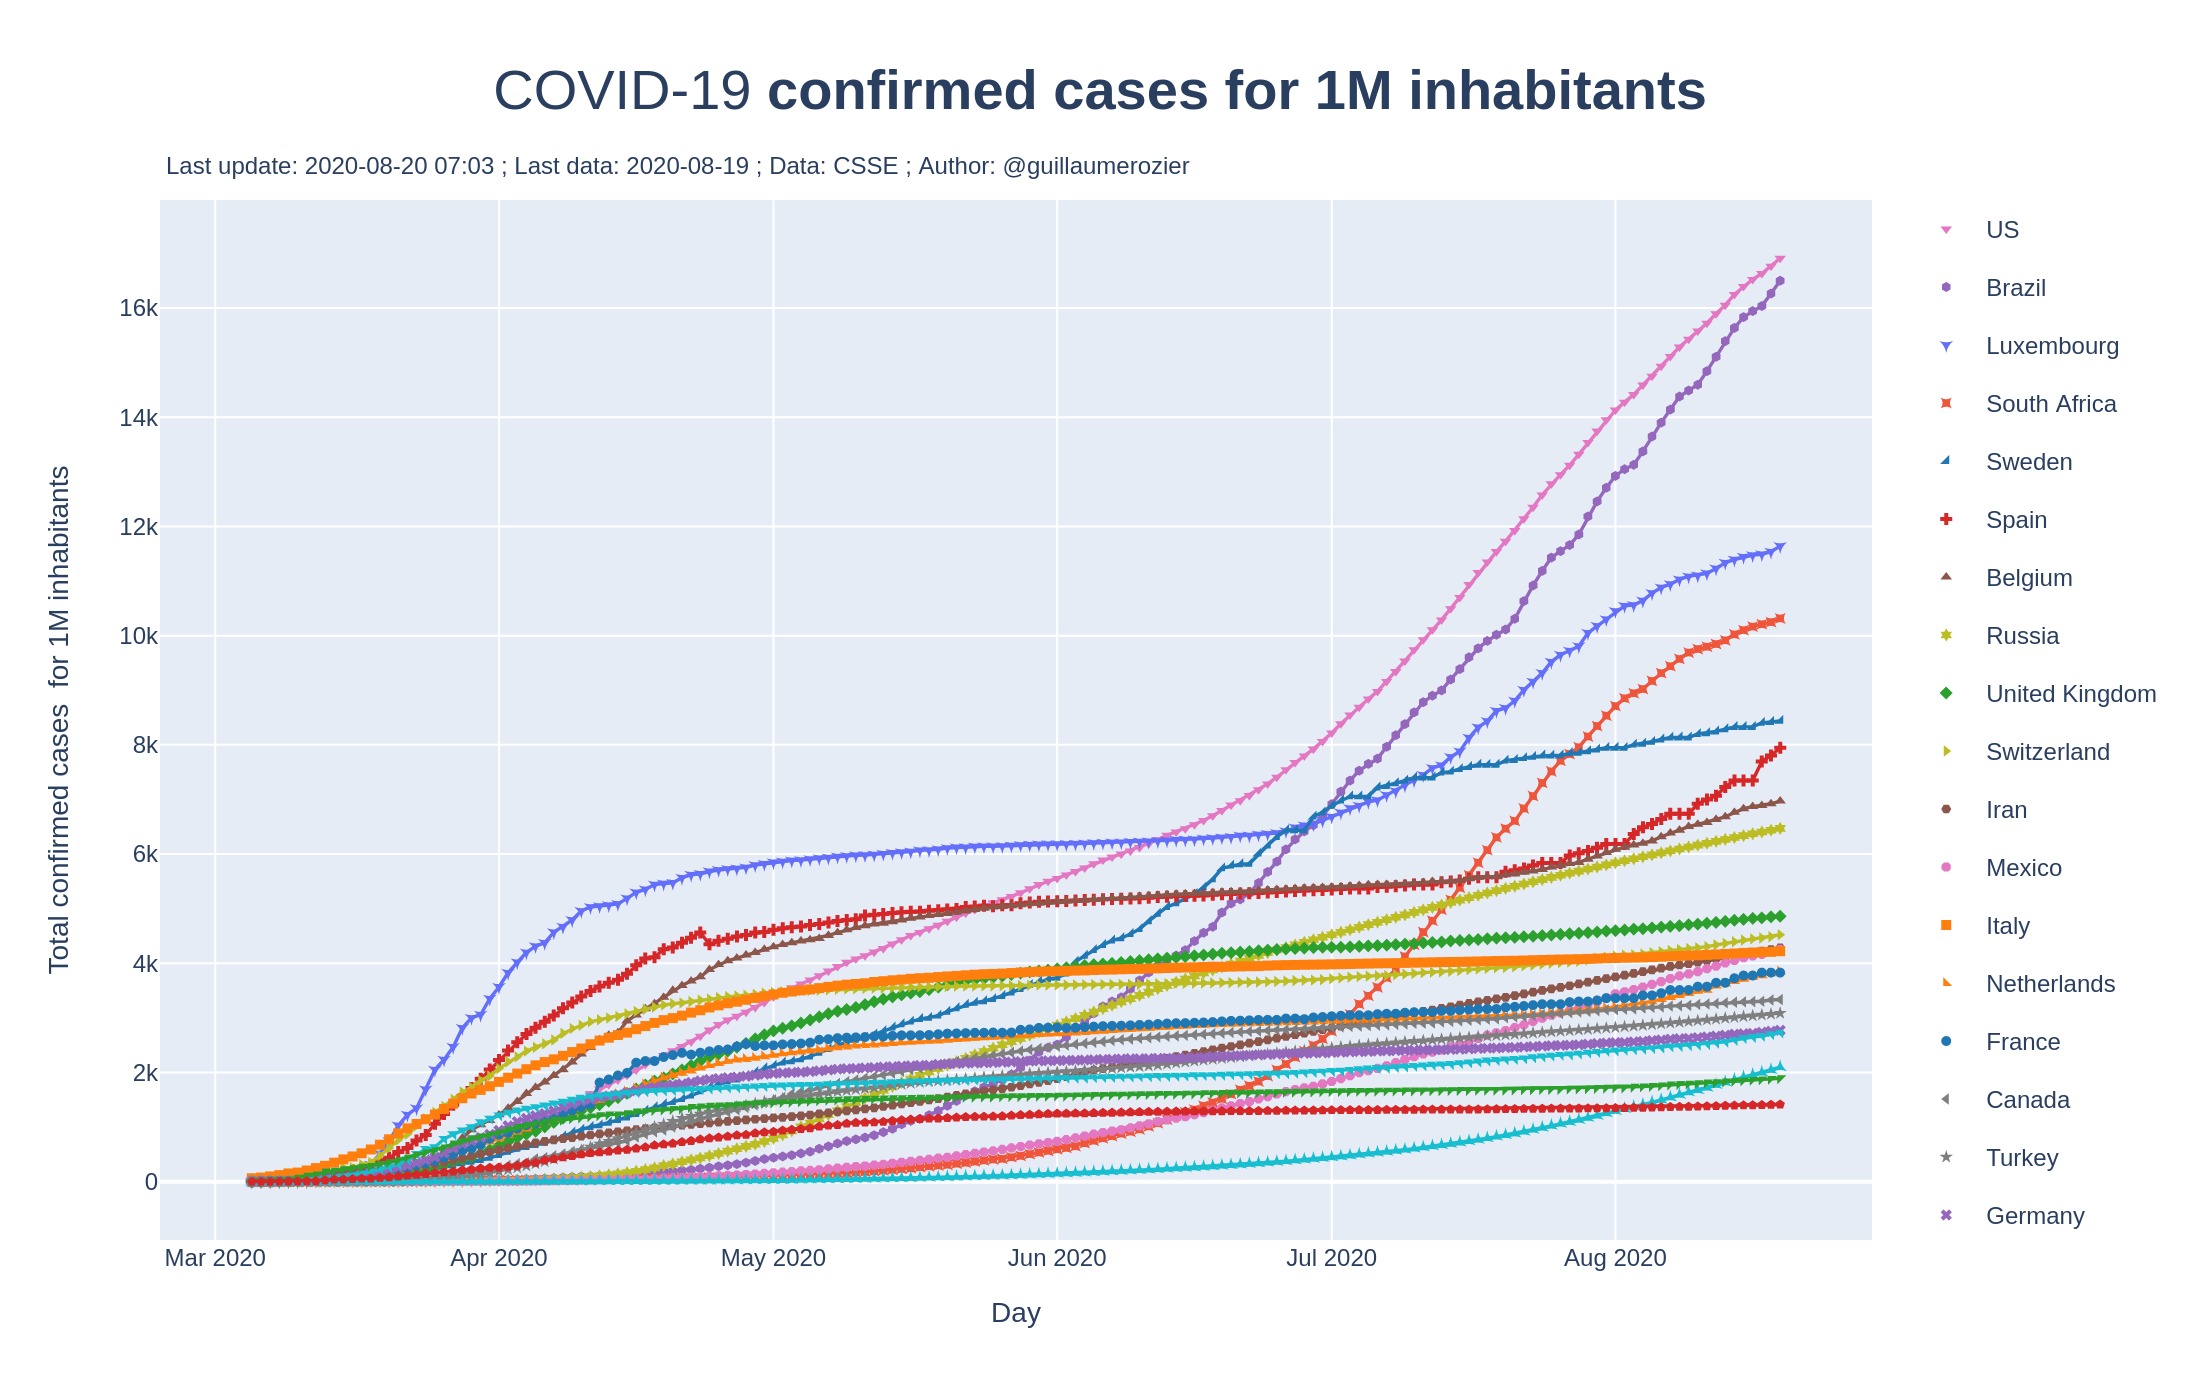 COVID-19 confirmed cases for 1M inhabitants
Last update: 2020-08-20 07:03 ; Last data: 2020-08-19 ; Data: CSSE ; Author: @guillaumerozier
Total confirmed cases  for 1M inhabitants
16k
14k
12k
10k
8k
6k
4k
2k
0
Mar 2020
Apr 2020
May 2020
Jun 2020
Jul 2020
Aug 2020
Day
US
Brazil
Luxembourg
South Africa
Sweden
Spain
Belgium
Russia
United Kingdom
Switzerland
Iran
Mexico
Italy
Netherlands
France
Canada
Turkey
Germany